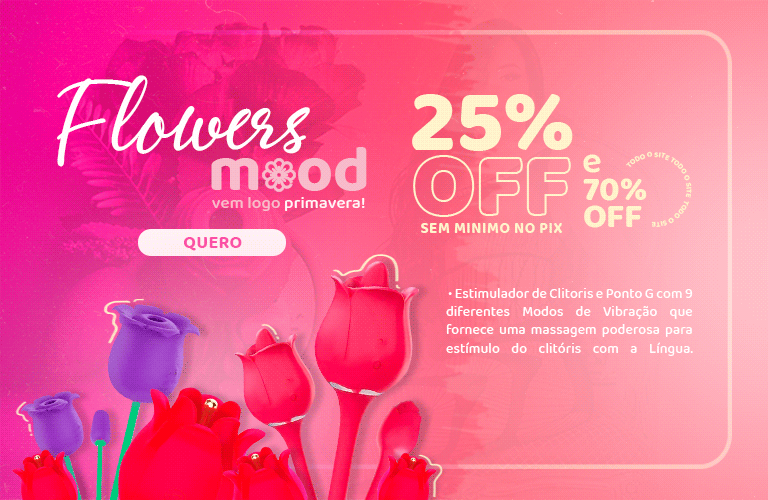 Flowers
mood
vem logo primavera!
QUERO
25%
OFF
SEM MINIMO NO PIX
e
70%
OFF
TODO O SITE TODO O SITE TODO O SITE
• Estimulador de Clitoris e Ponto G com 9
diferentes Modos de Vibração que
fornece uma massagem poderosa para
estímulo do clitóris com a Língua.